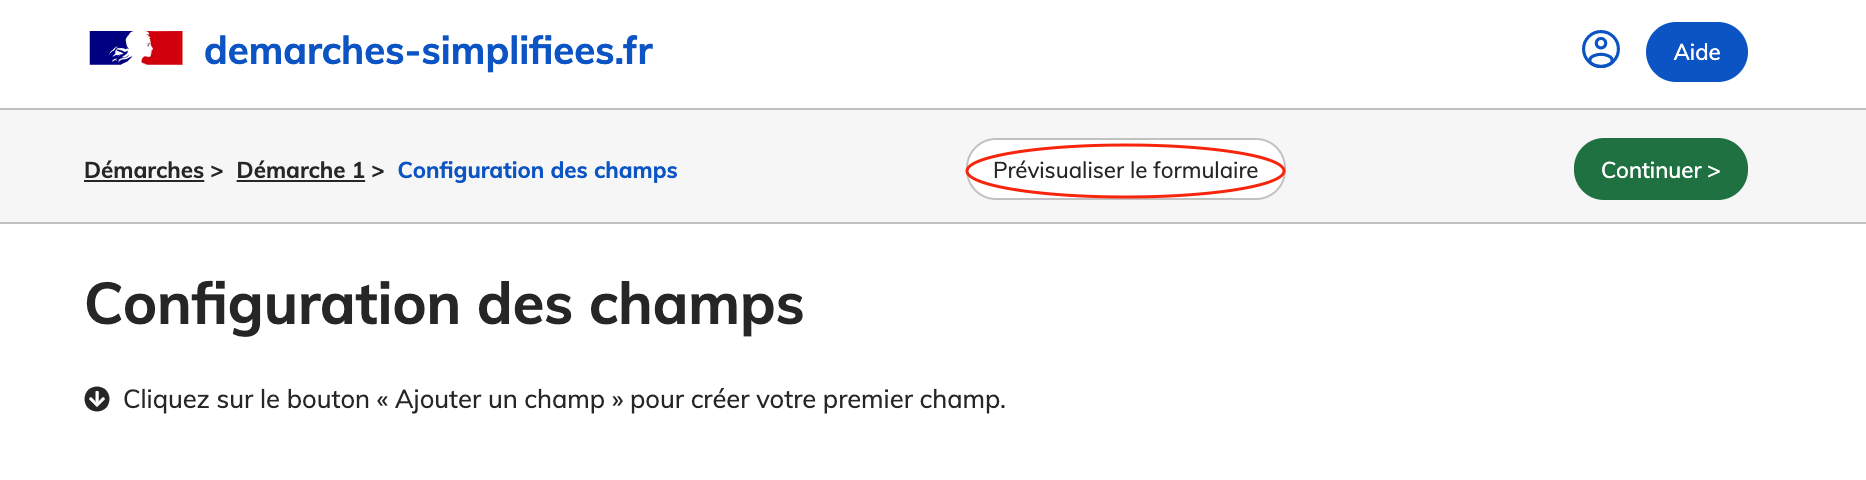 demarches-simplifiees.fr
Aide
Démarches > Démarche 1 > Configuration des champs
Prévisualiser le formulaire
Continuer >
Configuration des champs
Cliquez sur le bouton « Ajouter un champ » pour créer votre premier champ.